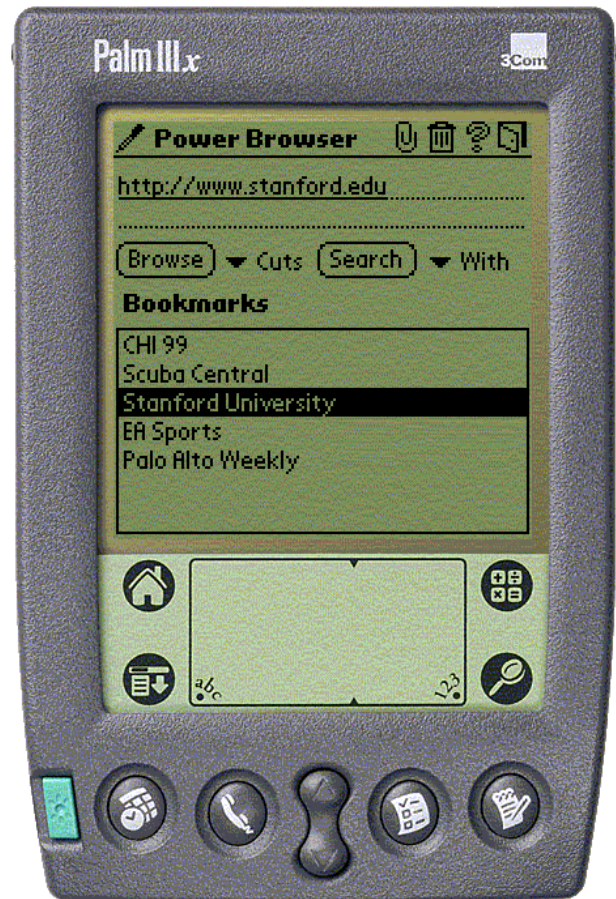 Palm IIIx
3Com
Power Browser
http://www.stanford.edu
Browse Cuts Search With
Bookmarks
CHI 99
Scuba Central
Stanford University
EA Sports
Palo Alto Weekly
abc 123